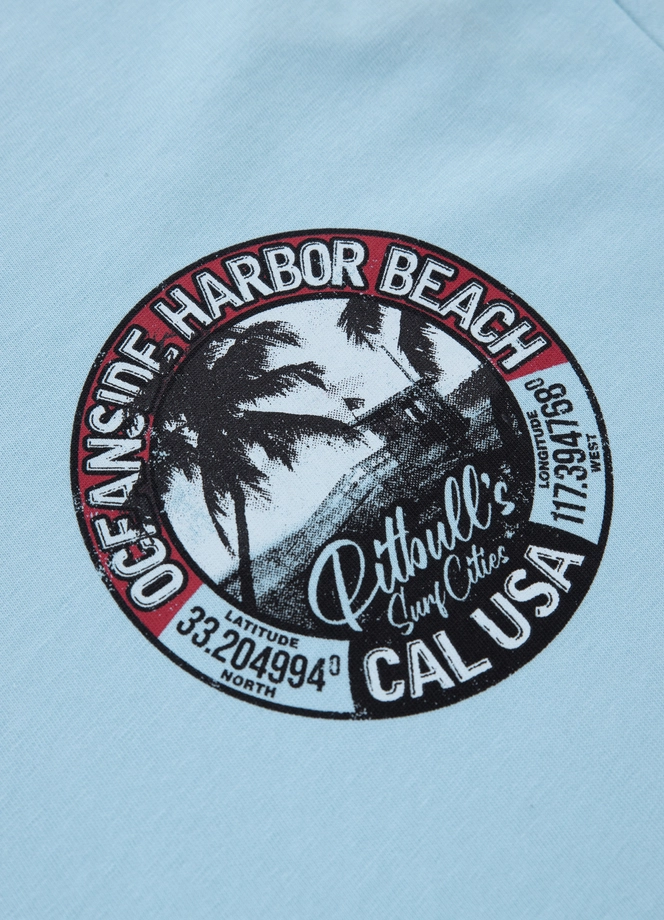 OCEANSIDE, HARBOR BEACH
LONGITUDE
117.394768⁰
WEST
Pitbull's
Surf Cities
CAL USA
LATITUDE
33.204994⁰
NORTH